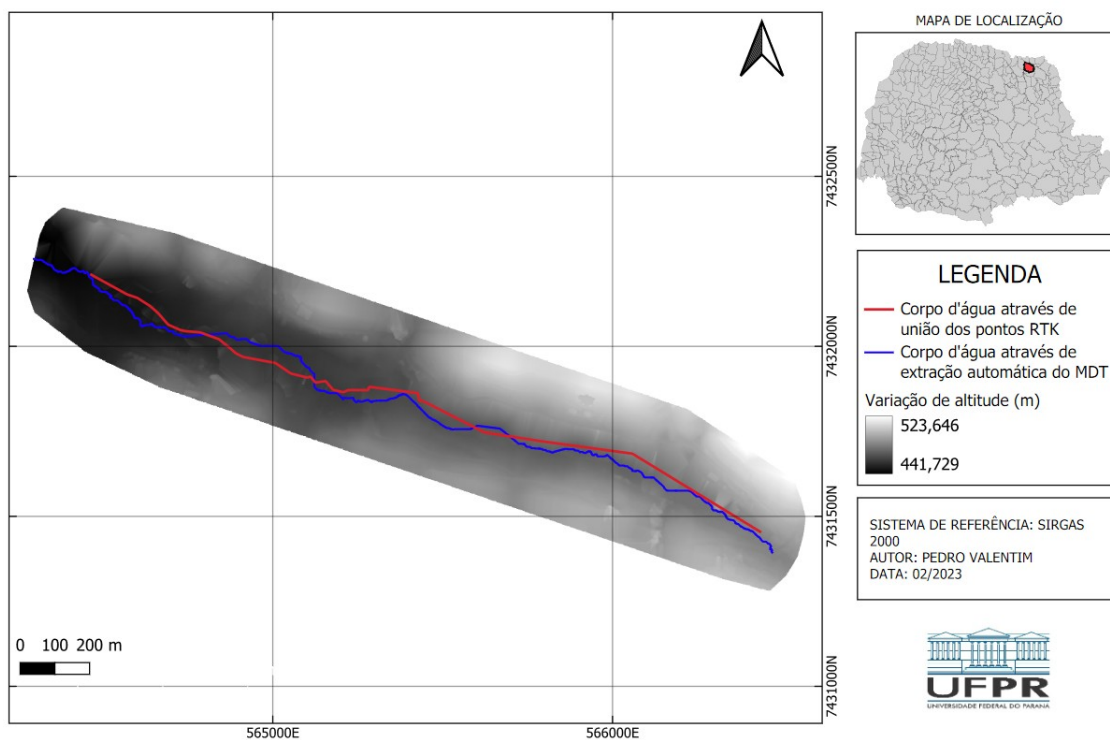 MAPA DE LOCALIZAÇÃO
7432500N
7432000N
7431500N
7431000N
565000E
566000E
0 100 200 m
LEGENDA
Corpo d'água através de
união dos pontos RTK
Corpo d'água através de
extração automática do MDT
Variação de altitude (m)
523,646
441,729
SISTEMA DE REFERÊNCIA: SIRGAS
2000
AUTOR: PEDRO VALENTIM
DATA: 02/2023
UFPR
UNIVERSIDADE FEDERAL DO PARANÁ